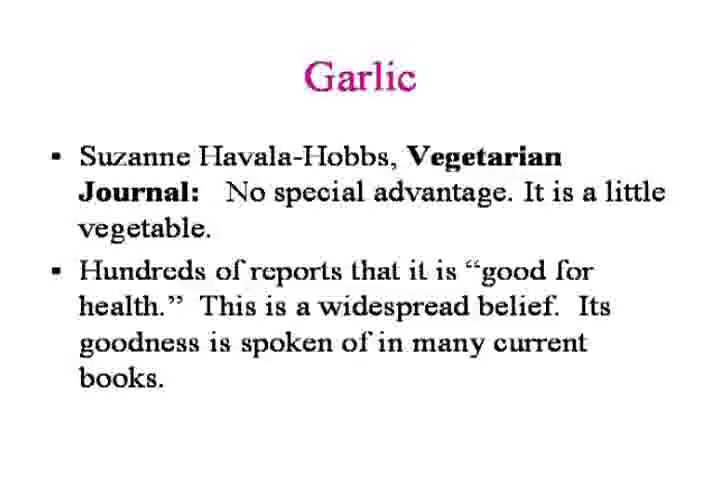 Garlic
▪ Suzanne Havala-Hobbs, Vegetarian
Journal: No special advantage. It is a little
vegetable.
▪ Hundreds of reports that it is “good for
health.” This is a widespread belief. Its
goodness is spoken of in many current
books.